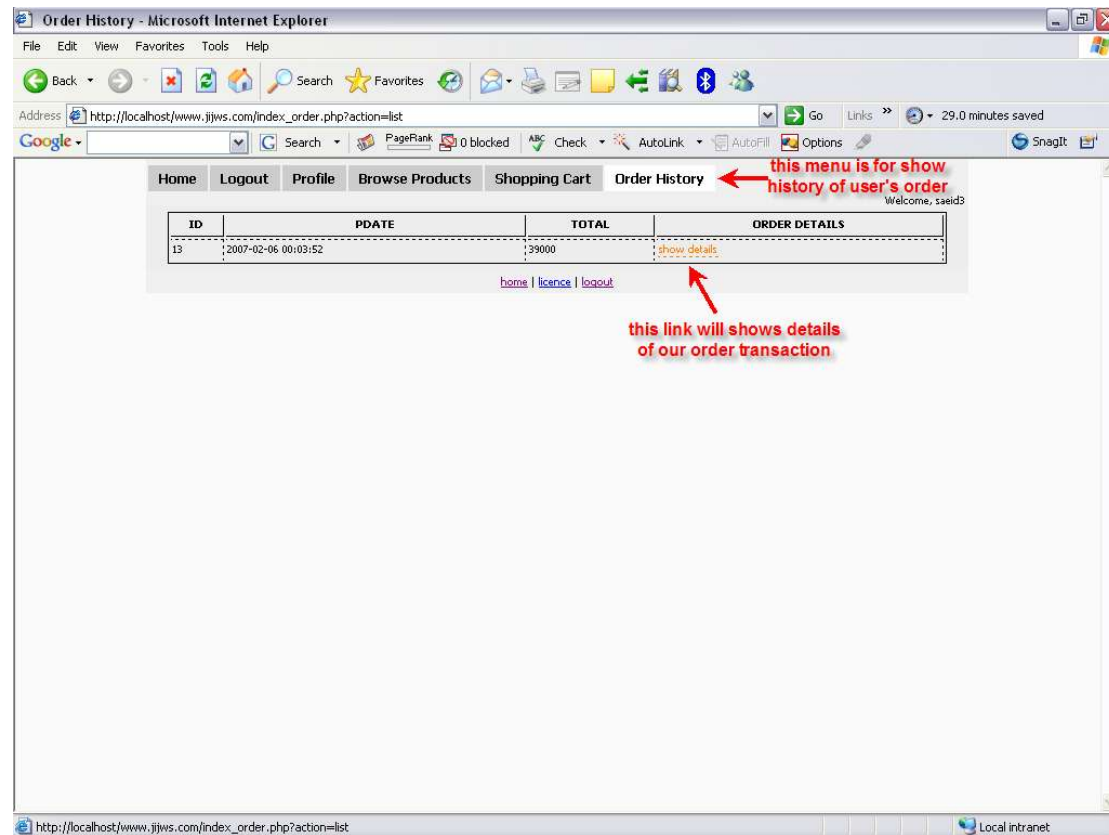 Order History - Microsoft Internet Explorer
File Edit View Favorites Tools Help
Back Search Favorites
Address http://localhost/www.jijws.com/index_order.php?action=list Go Links » 29.0 minutes saved
Google Search PageRank 0 blocked ABC Check AutoLink AutoFill Options SnagIt
Home Logout Profile Browse Products Shopping Cart Order History
this menu is for show
history of user's order
Welcome, saeid3
ID PDATE TOTAL ORDER DETAILS
13 2007-02-06 00:03:52 39000 show details
home | licence | logout
this link will shows details
of our order transaction
http://localhost/www.jijws.com/index_order.php?action=list Local intranet